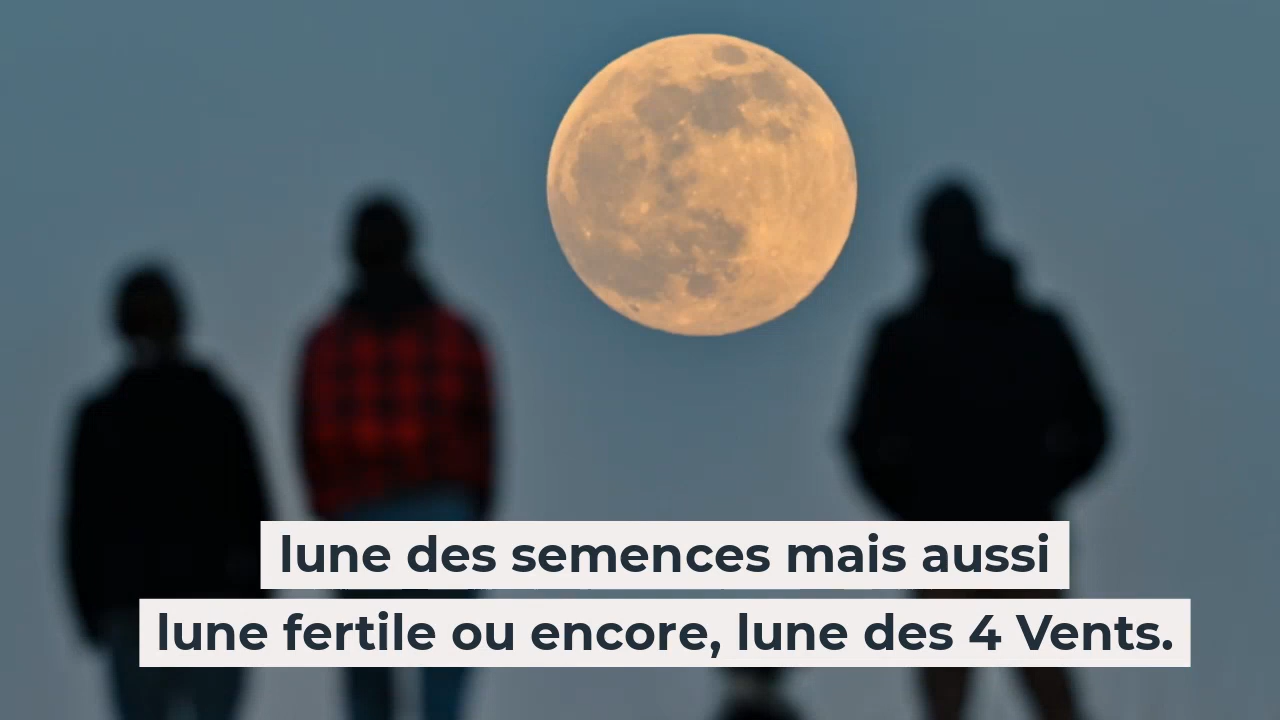 lune des semences mais aussi
lune fertile ou encore, lune des 4 Vents.